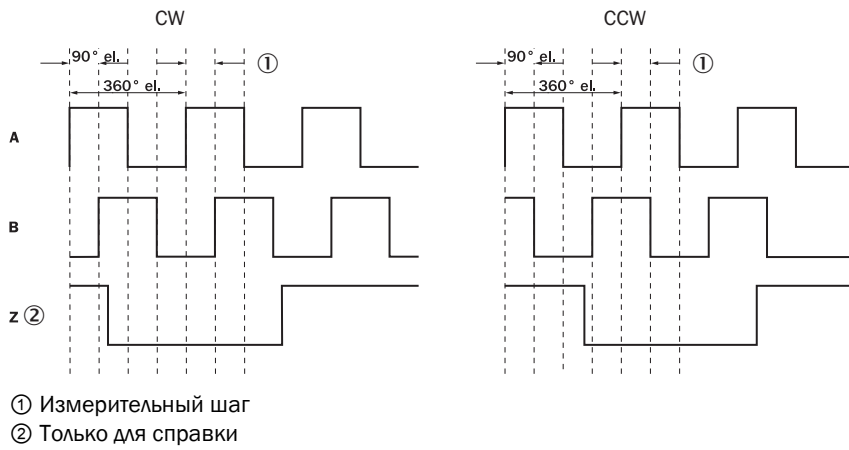 CW CCW
90° el. ① 90° el. ①
360° el. 360° el.
A
B
Z ②
① Измерительный шаг
② Только для справки